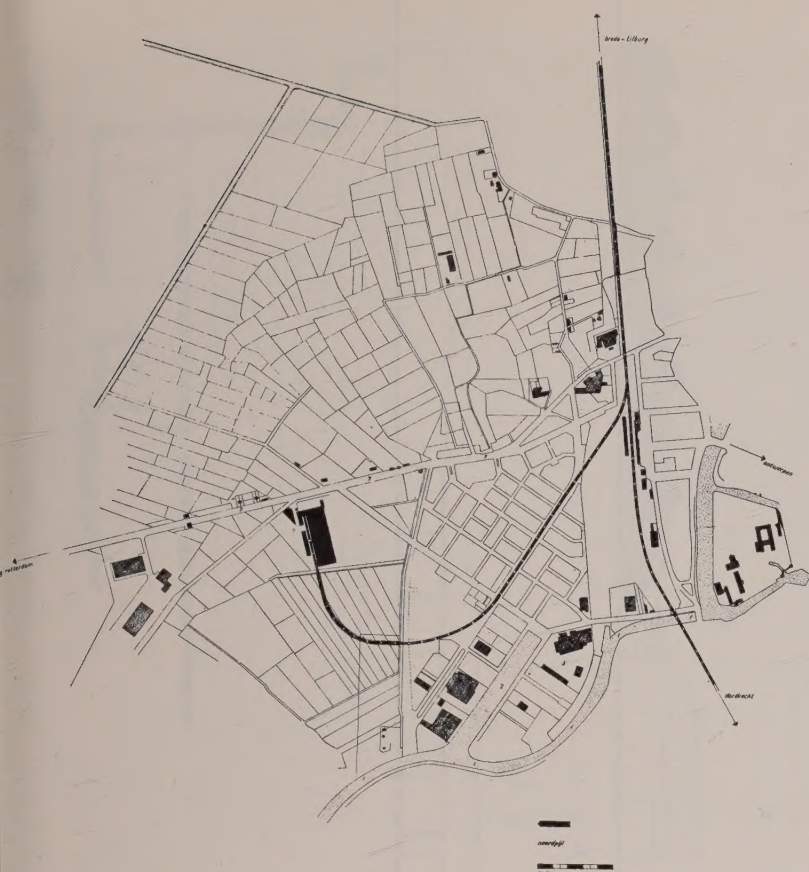 breda – tilburg
antwerpen
rotterdam
dordrecht
noordpijl